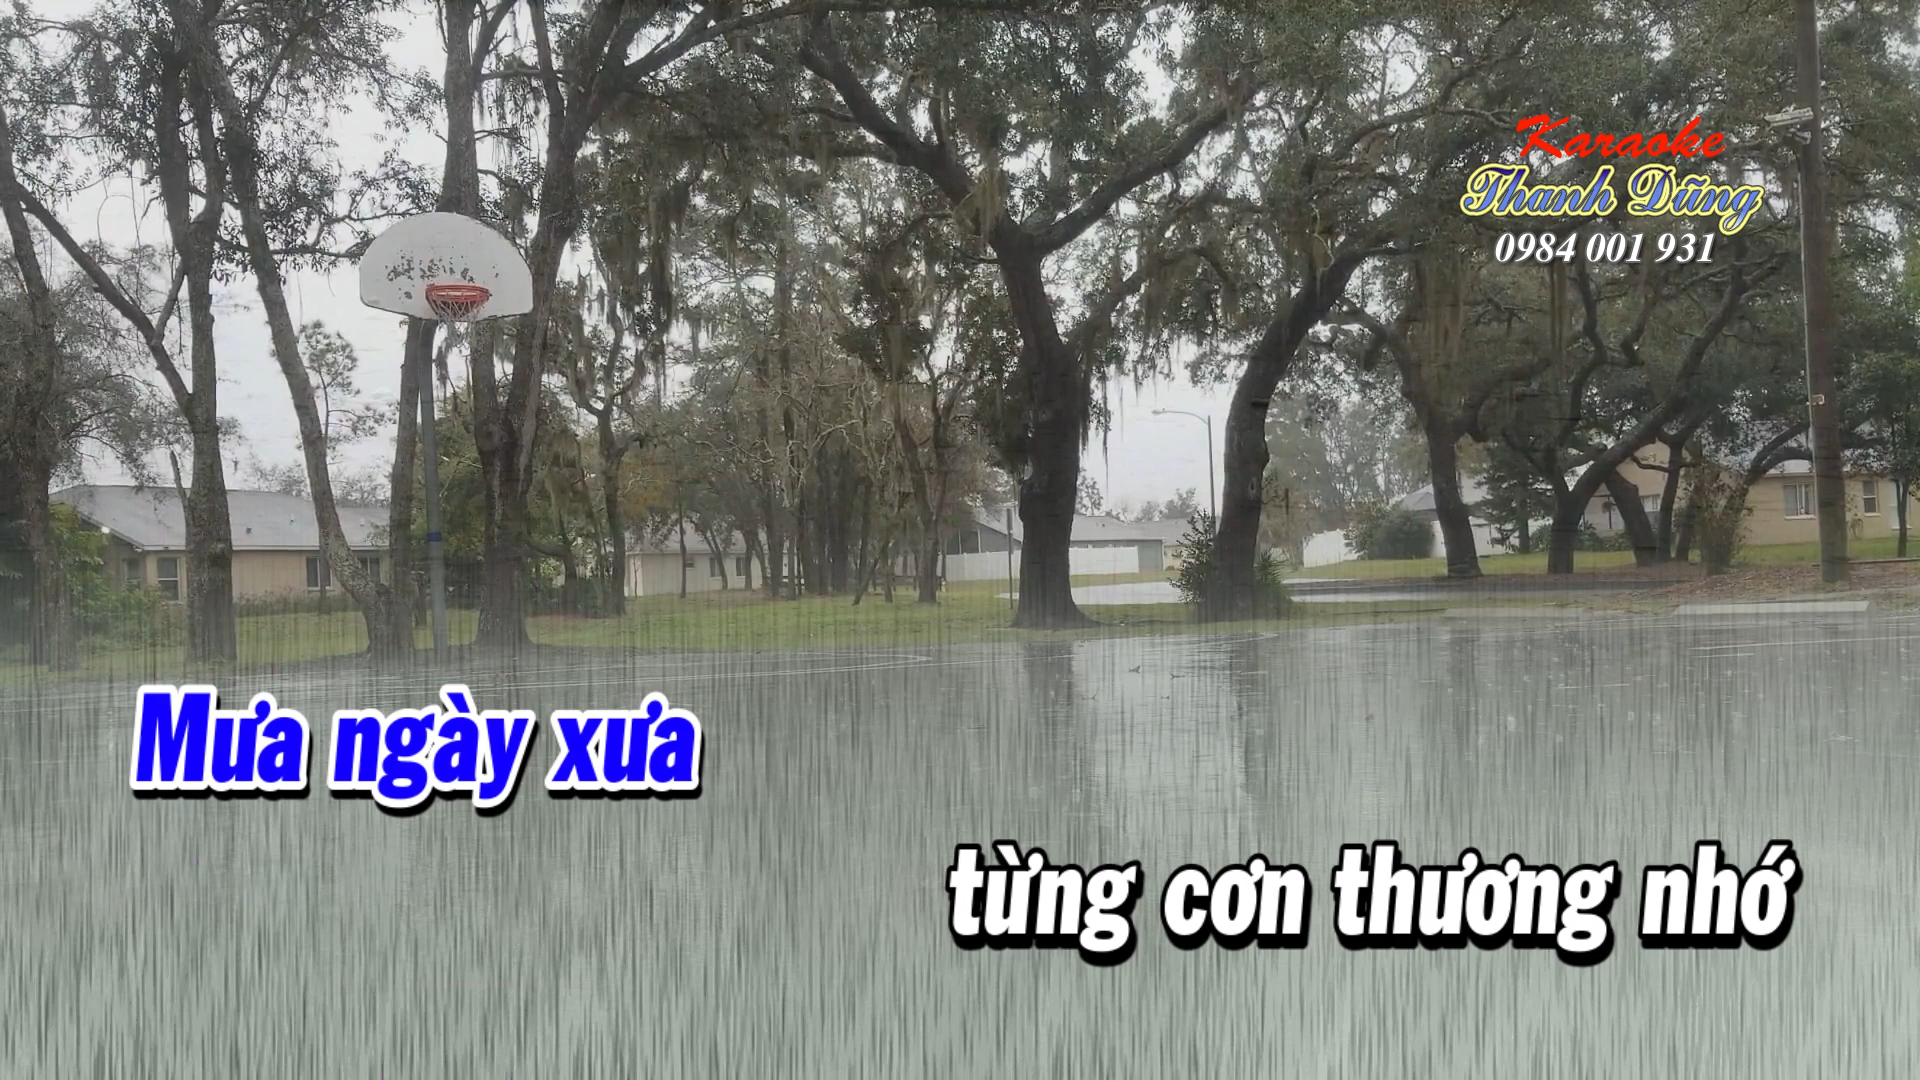 Karaoke
Thanh Dũng
0984 001 931
Mưa ngày xưa
từng cơn thương nhớ